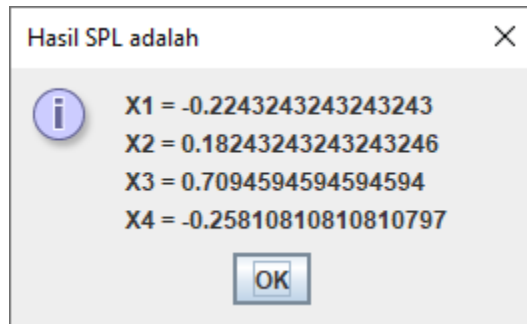 Hasil SPL adalah
X1 = -0.2243243243243243
X2 = 0.18243243243243246
X3 = 0.7094594594594594
X4 = -0.25810810810810797
OK